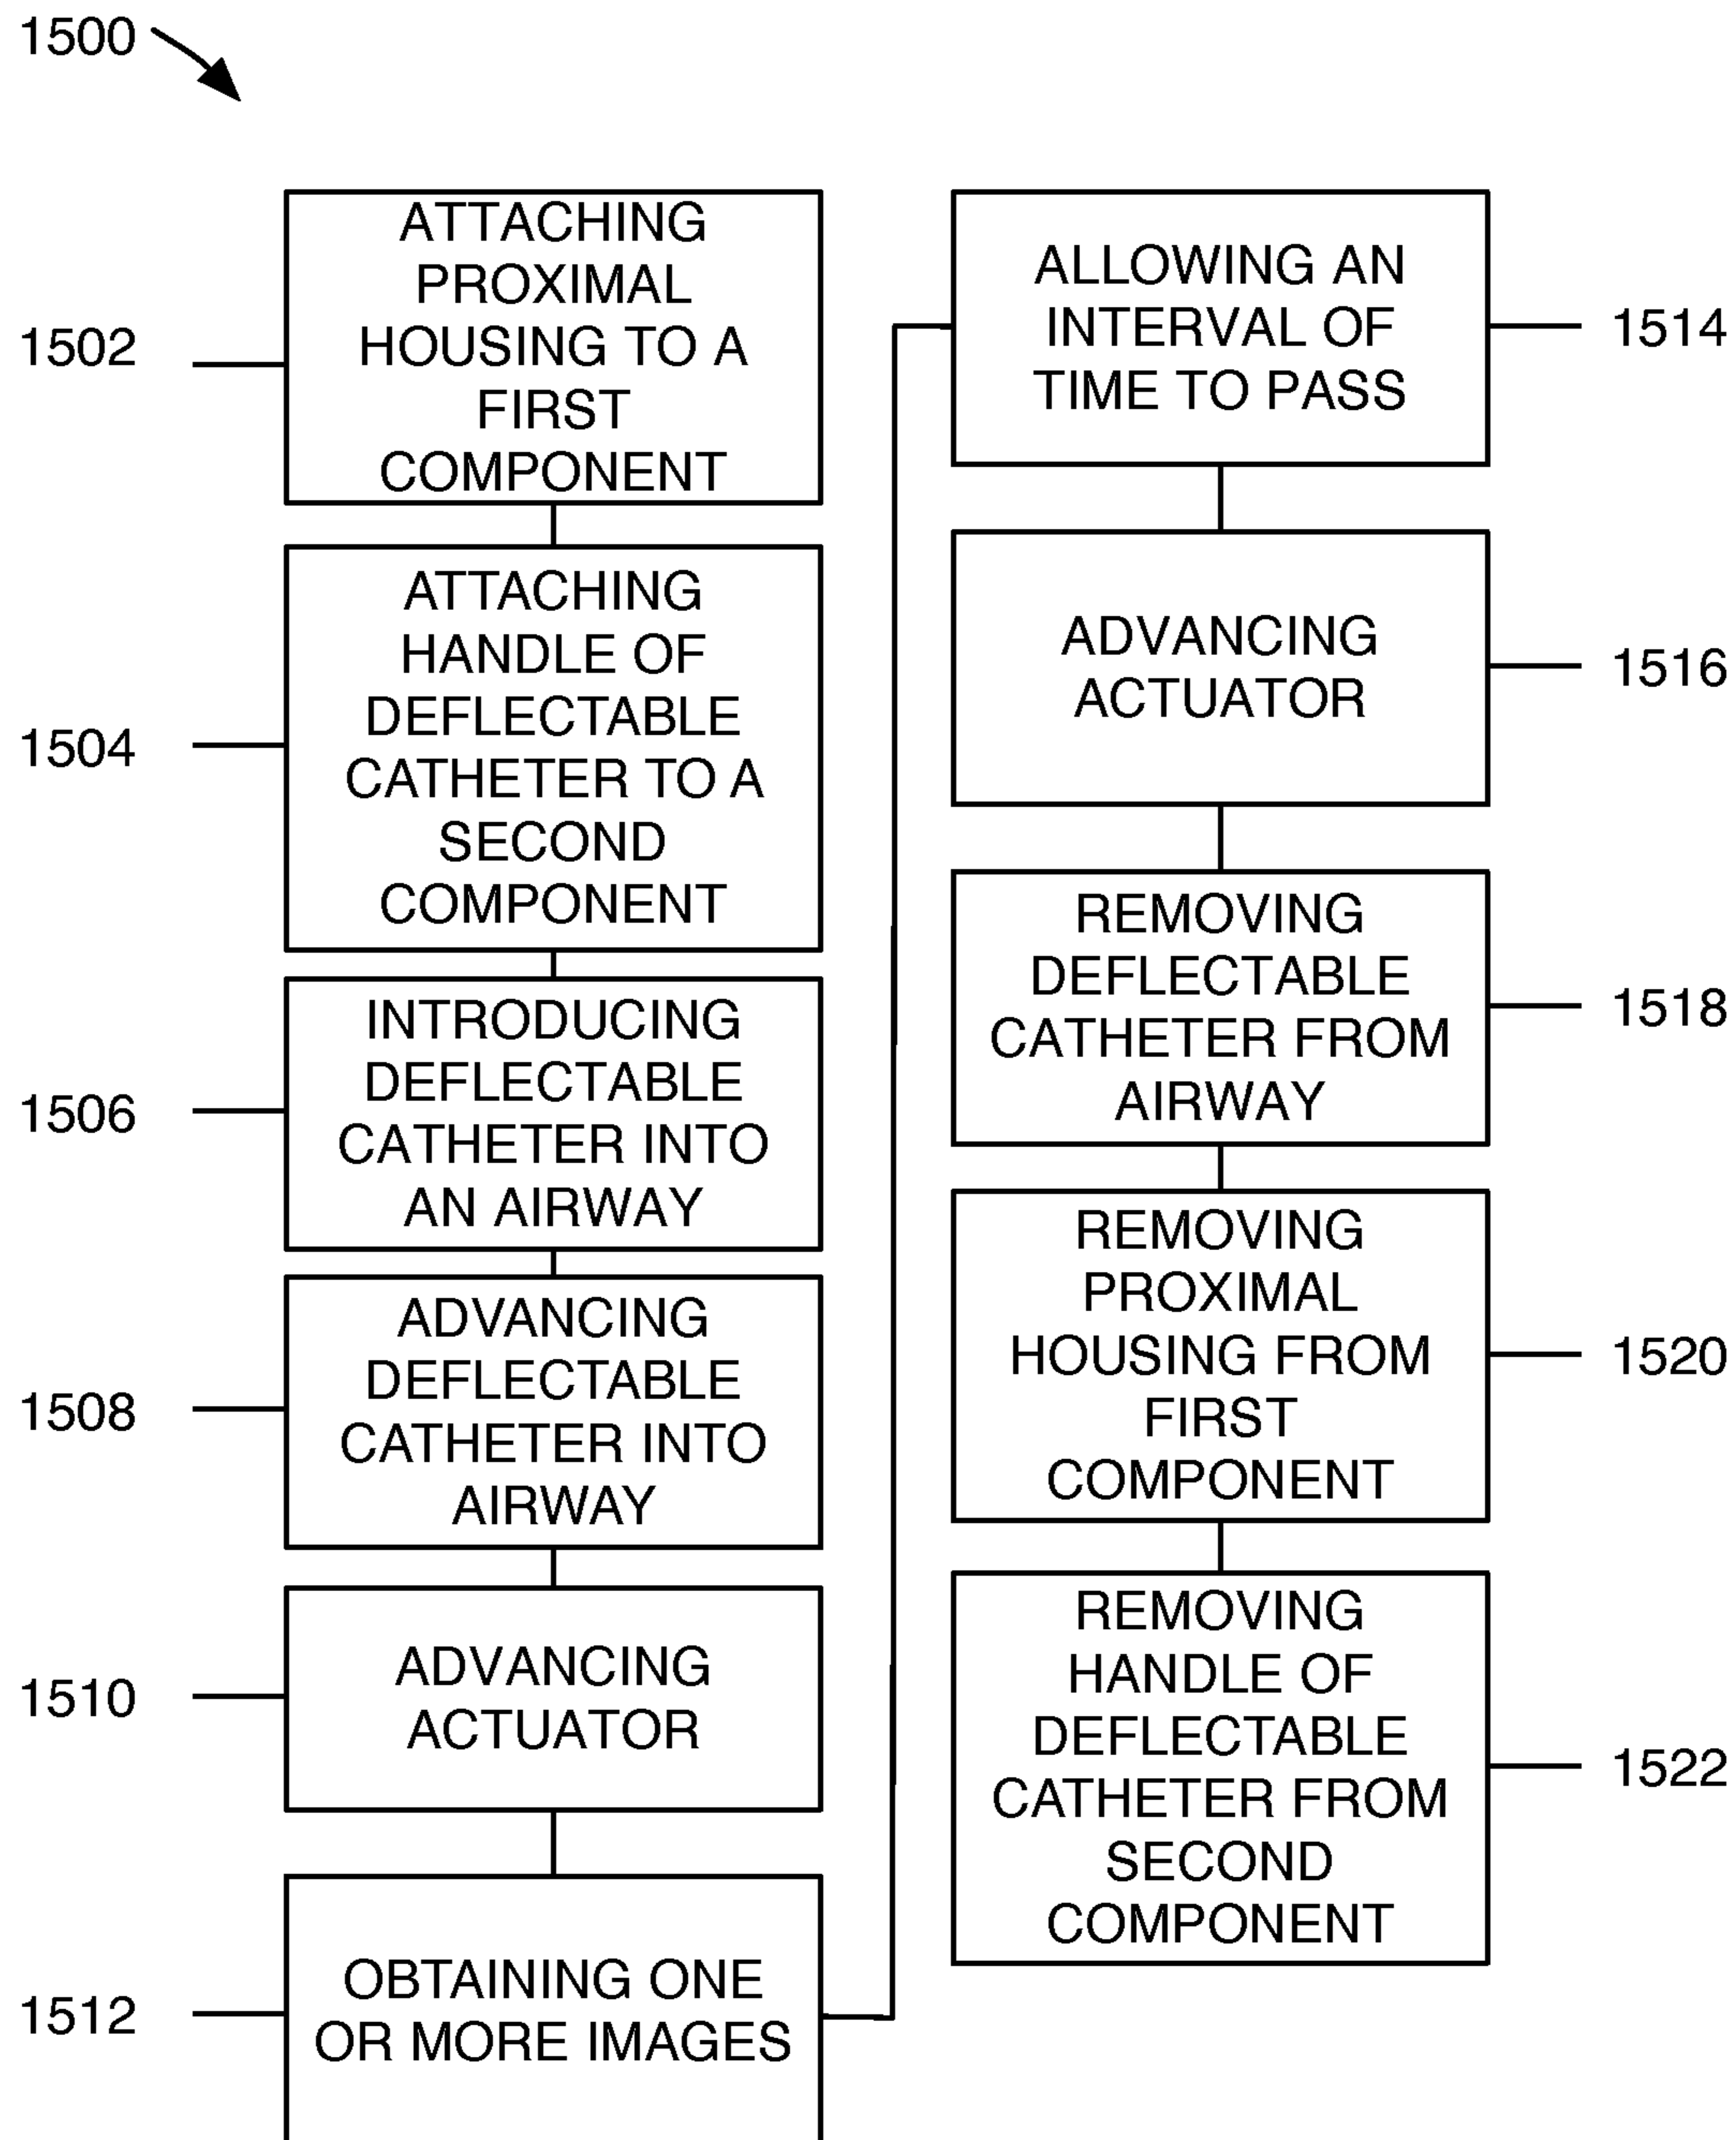 1500
1502
ATTACHING
PROXIMAL
HOUSING TO A
FIRST
COMPONENT
1504
ATTACHING
HANDLE OF
DEFLECTABLE
CATHETER TO A
SECOND
COMPONENT
1506
INTRODUCING
DEFLECTABLE
CATHETER INTO
AN AIRWAY
1508
ADVANCING
DEFLECTABLE
CATHETER INTO
AIRWAY
1510
ADVANCING
ACTUATOR
1512
OBTAINING ONE
OR MORE IMAGES
ALLOWING AN
INTERVAL OF
TIME TO PASS
1514
ADVANCING
ACTUATOR
1516
REMOVING
DEFLECTABLE
CATHETER FROM
AIRWAY
1518
REMOVING
PROXIMAL
HOUSING FROM
FIRST
COMPONENT
1520
REMOVING
HANDLE OF
DEFLECTABLE
CATHETER FROM
SECOND
COMPONENT
1522